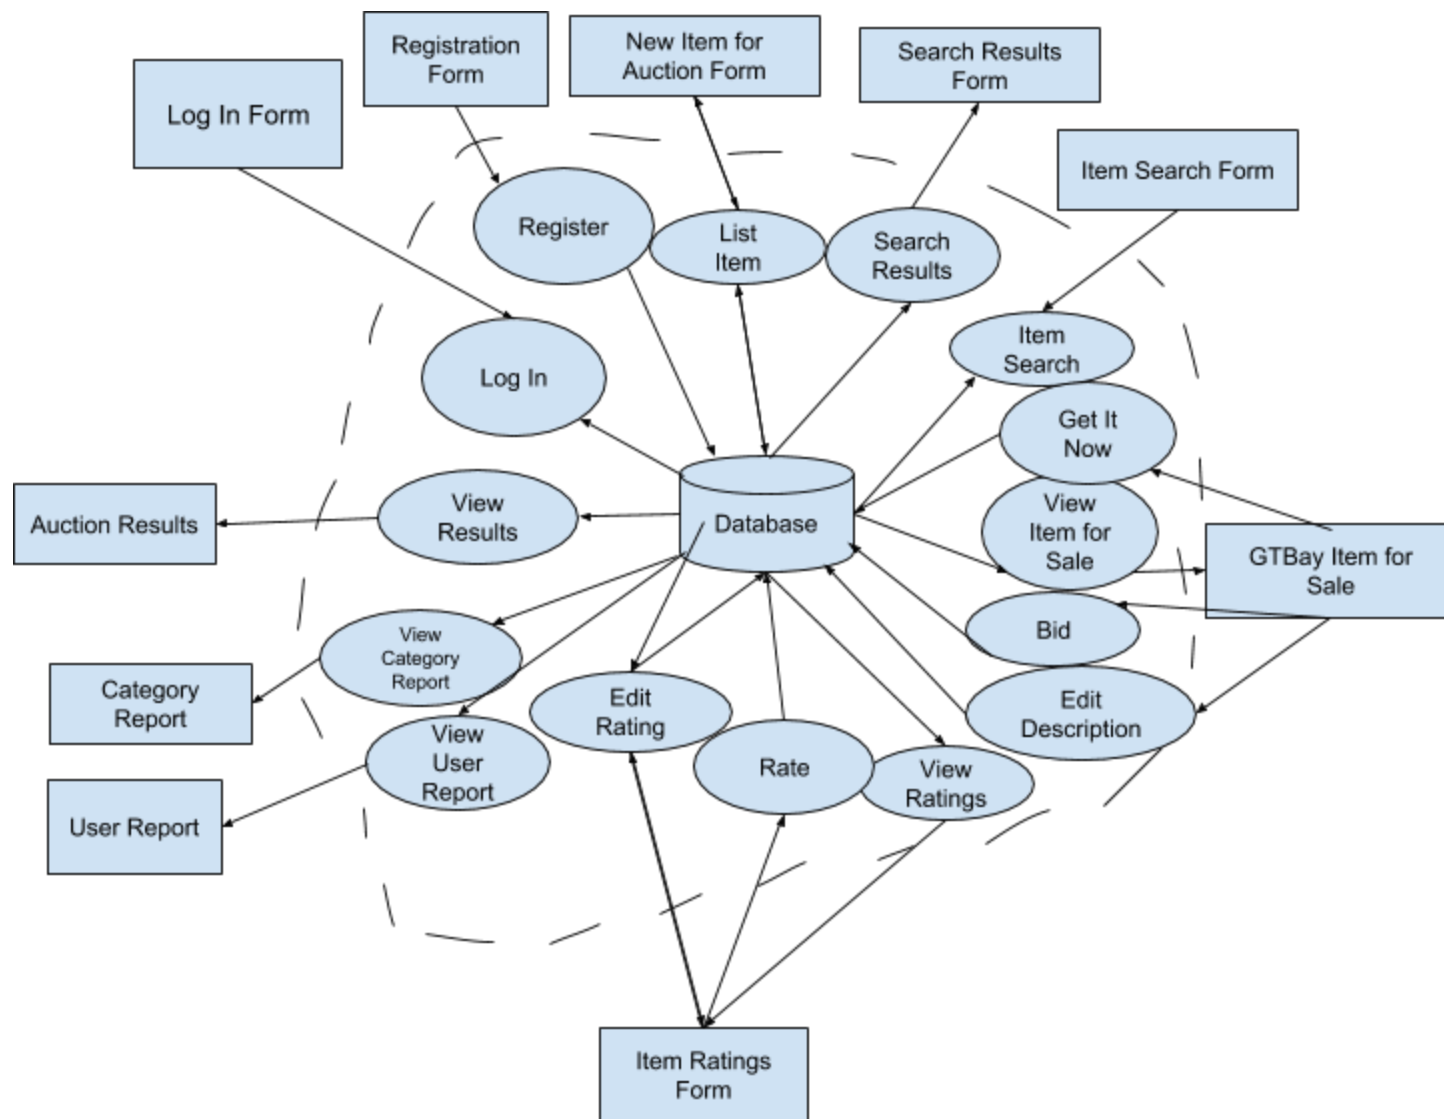 Registration
Form
New Item for
Auction Form
Search Results
Form
Log In Form
Item Search Form
Register
List
Item
Search
Results
Item
Search
Log In
Get It
Now
View
Results
Auction Results
Database
View
Item for
Sale
GTBay Item for
Sale
Bid
View
Category
Report
Category
Report
Edit
Rating
Edit
Description
View
User
Report
Rate
View
Ratings
User Report
Item Ratings
Form